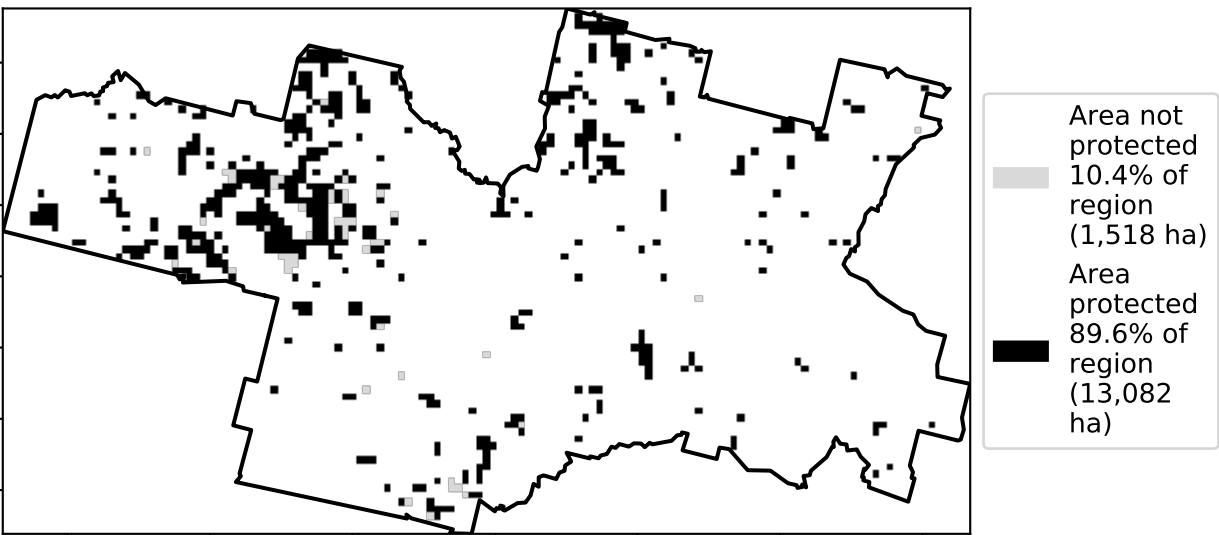 Area not
protected
10.4% of
region
(1,518 ha)
Area
protected
89.6% of
region
(13,082
ha)